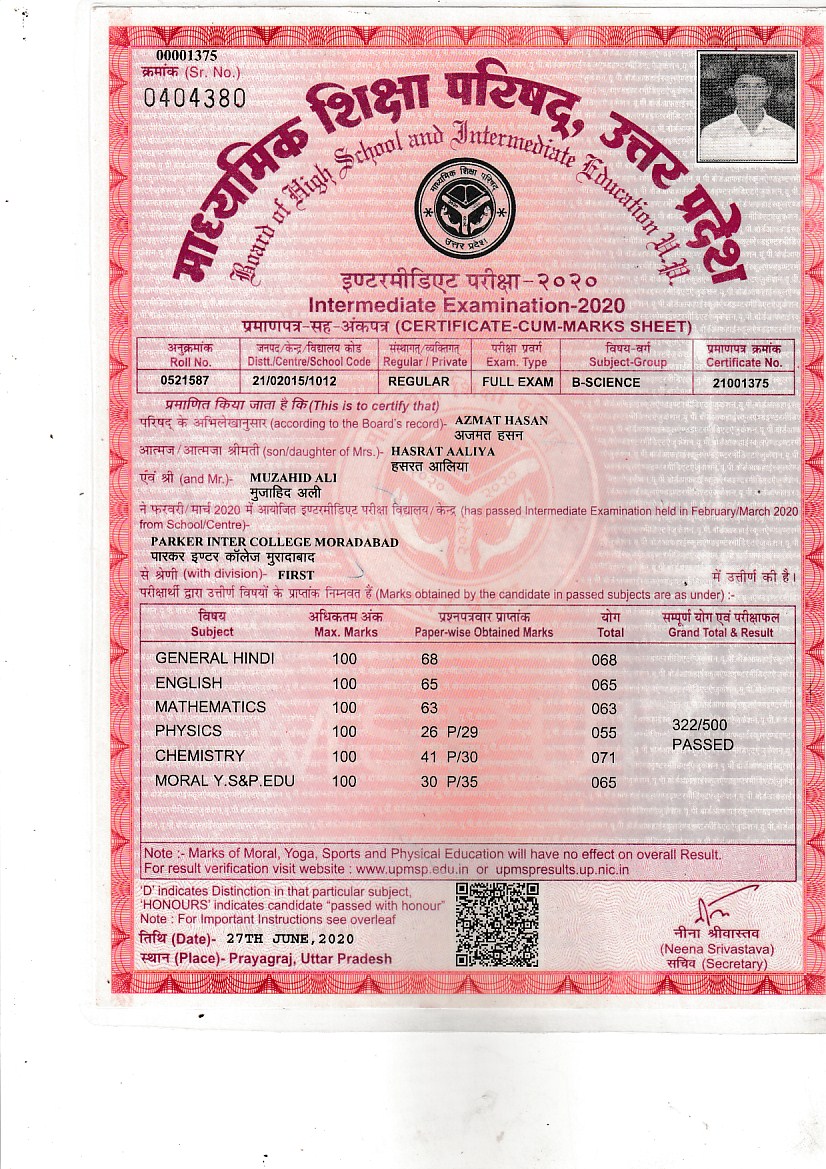 00001375
क्रमांक (Sr. No.)
0404380
माध्यमिक शिक्षा परिषद्, उत्तर प्रदेश
Board of High School and Intermediate Education U.P.
माध्यमिक शिक्षा परिषद्
उत्तर प्रदेश
इण्टरमीडिएट परीक्षा-२०२०
Intermediate Examination-2020
प्रमाणपत्र-सह-अंकपत्र (CERTIFICATE-CUM-MARKS SHEET)
अनुक्रमांक जनपद/केन्द्र/विद्यालय कोड संस्थागत/व्यक्तिगत परीक्षा प्रवर्ग विषय-वर्ग प्रमाणपत्र क्रमांक
Roll No. Distt./Centre/School Code Regular / Private Exam. Type Subject-Group Certificate No.
0521587 21/02015/1012 REGULAR FULL EXAM B-SCIENCE 21001375
प्रमाणित किया जाता है कि (This is to certify that)
परिषद् के अभिलेखानुसार (according to the Board's record)- AZMAT HASAN
अजमत हसन
आत्मज/आत्मजा श्रीमती (son/daughter of Mrs.)- HASRAT AALIYA
हसरत आलिया
एवं श्री (and Mr.)- MUZAHID ALI
मुजाहिद अली
ने फरवरी/मार्च 2020 में आयोजित इण्टरमीडिएट परीक्षा विद्यालय/केन्द्र (has passed Intermediate Examination held in February/March 2020
from School/Centre)-
PARKER INTER COLLEGE MORADABAD
पारकर इण्टर कॉलेज मुरादाबाद
से श्रेणी (with division)- FIRST में उत्तीर्ण की है।
परीक्षार्थी द्वारा उत्तीर्ण विषयों के प्राप्तांक निम्नवत हैं (Marks obtained by the candidate in passed subjects are as under) :-
विषय अधिकतम अंक प्रश्नपत्रवार प्राप्तांक योग सम्पूर्ण योग एवं परीक्षाफल
Subject Max. Marks Paper-wise Obtained Marks Total Grand Total & Result
GENERAL HINDI 100 68 068
ENGLISH 100 65 065
MATHEMATICS 100 63 063
PHYSICS 100 26 P/29 055
322/500
PASSED
CHEMISTRY 100 41 P/30 071
MORAL Y.S&P.EDU 100 30 P/35 065
Note :- Marks of Moral, Yoga, Sports and Physical Education will have no effect on overall Result.
For result verification visit website : www.upmsp.edu.in or upmspresults.up.nic.in
'D' indicates Distinction in that particular subject,
'HONOURS' indicates candidate "passed with honour"
Note : For Important Instructions see overleaf
तिथि (Date)- 27TH JUNE,2020
स्थान (Place)- Prayagraj, Uttar Pradesh
नीना श्रीवास्तव
(Neena Srivastava)
सचिव (Secretary)